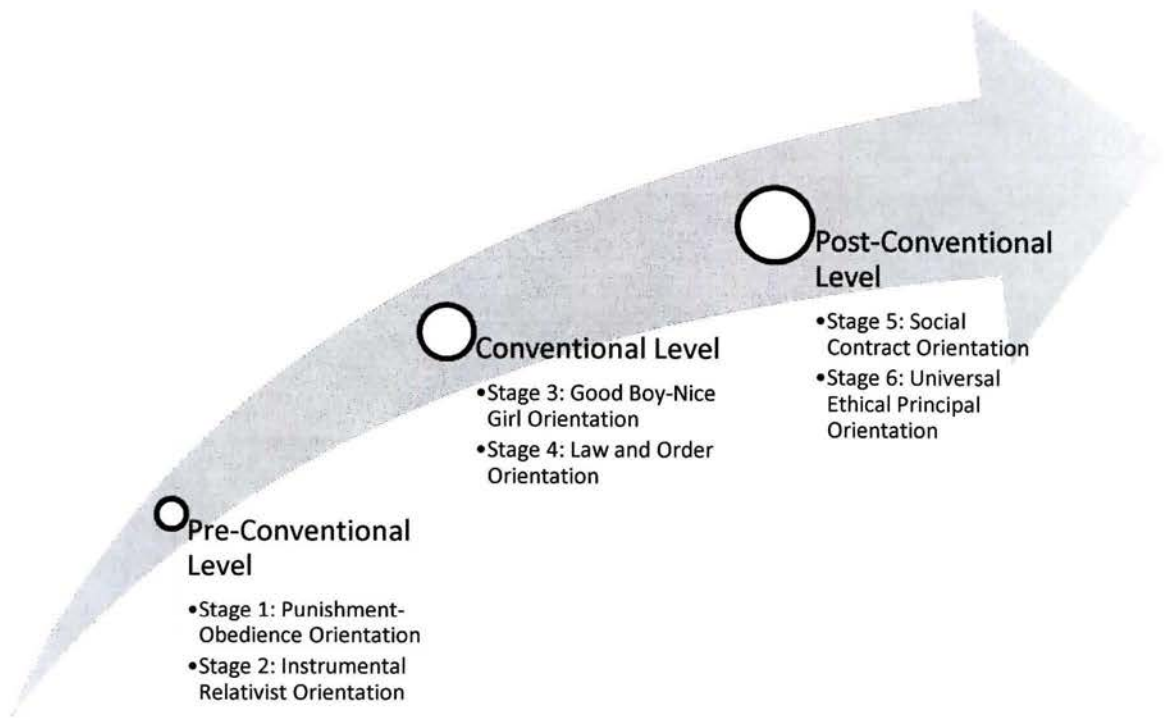 Post-Conventional
Level
•Stage 5: Social
Contract Orientation
•Stage 6: Universal
Ethical Principal
Orientation
Conventional Level
•Stage 3: Good Boy-Nice
Girl Orientation
•Stage 4: Law and Order
Orientation
Pre-Conventional
Level
•Stage 1: Punishment-
Obedience Orientation
•Stage 2: Instrumental
Relativist Orientation